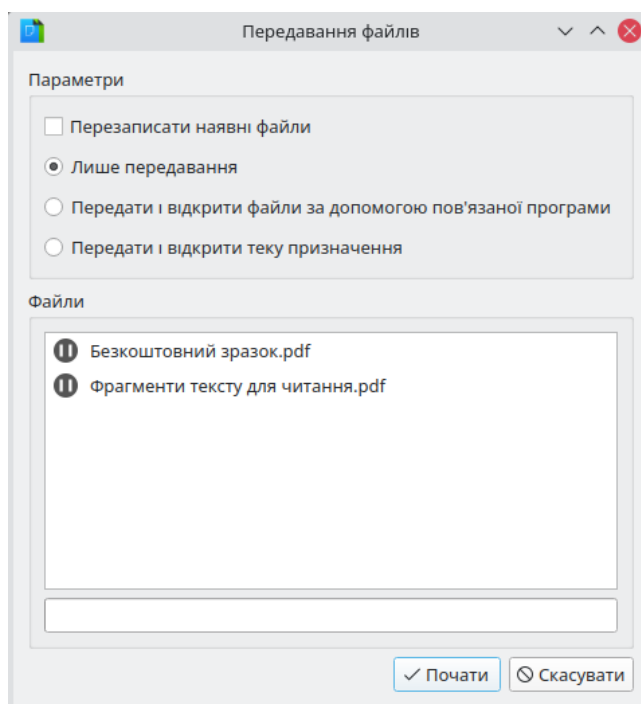 Передавання файлів
Параметри
Перезаписати наявні файли
Лише передавання
Передати і відкрити файли за допомогою пов'язаної програми
Передати і відкрити теку призначення
Файли
Безкоштовний зразок.pdf
Фрагменти тексту для читання.pdf
Почати
Скасувати